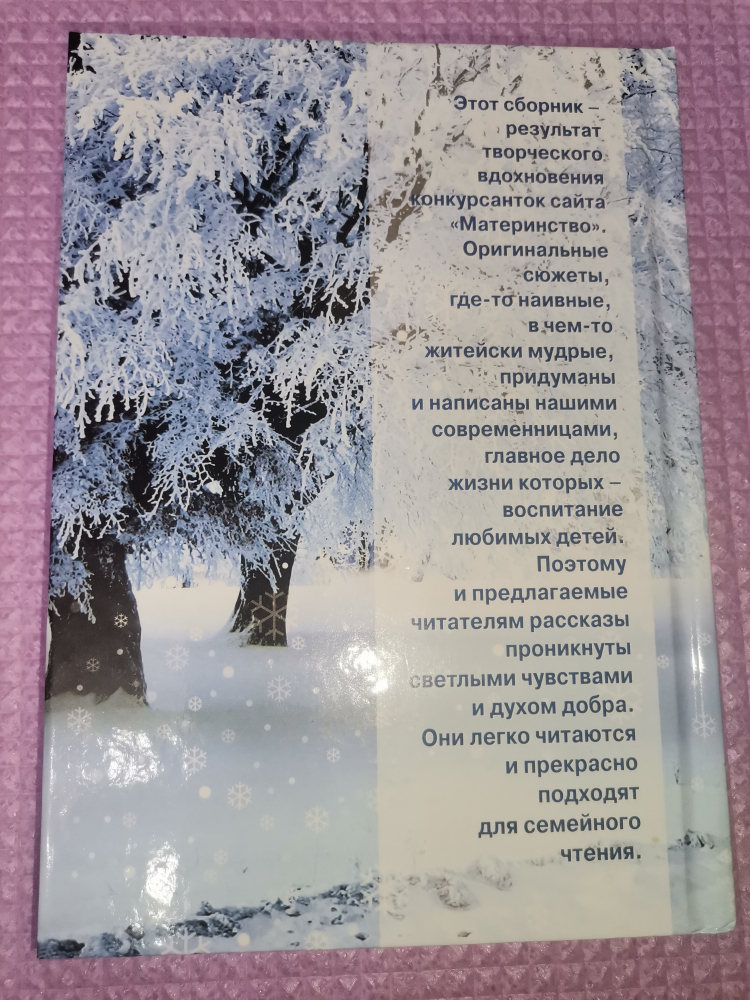 Этот сборник –
результат
творческого
вдохновения
конкурсанток сайта
«Материнство».
Оригинальные
сюжеты,
где-то наивные,
в чем-то
житейски мудрые,
придуманы
и написаны нашими
современницами,
главное дело
жизни которых –
воспитание
любимых детей.
Поэтому
и предлагаемые
читателям рассказы
проникнуты
светлыми чувствами
и духом добра.
Они легко читаются
и прекрасно
подходят
для семейного
чтения.